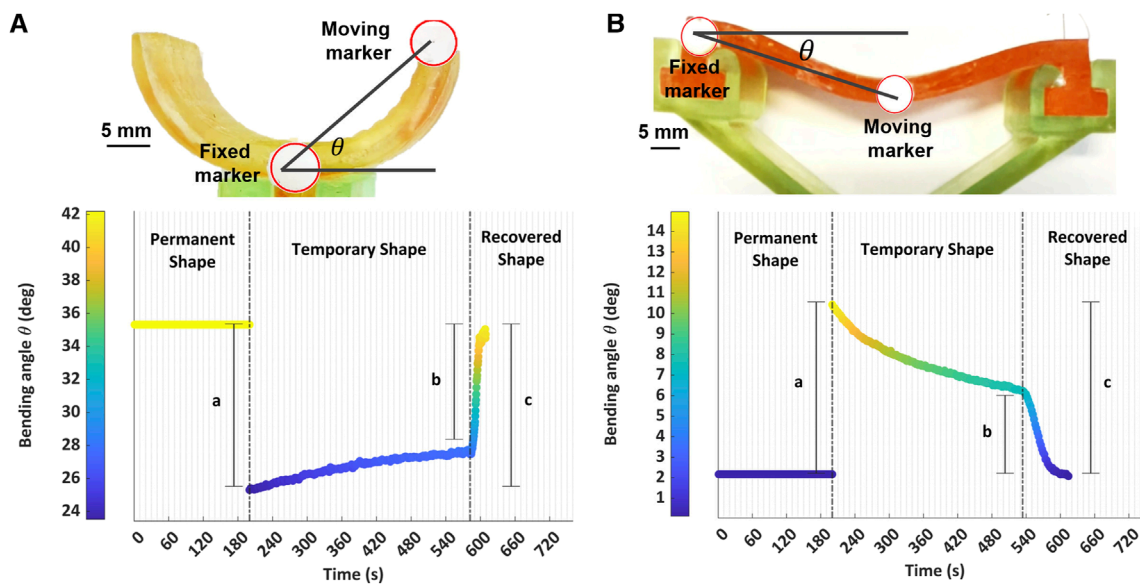 A
Moving
marker
5 mm
Fixed
marker
θ
B
θ
Fixed
marker
5 mm
Moving
marker
Bending angle θ (deg)
42
40
38
36
34
32
30
28
26
24
Permanent
Shape
Temporary Shape
Recovered
Shape
a
b
c
0 60 120 180 240 300 360 420 480 540 600 660 720
Time (s)
Bending angle θ (deg)
14
13
12
11
10
9
8
7
6
5
4
3
2
1
Permanent
Shape
Temporary Shape
Recovered
Shape
a
b
c
0 60 120 180 240 300 360 420 480 540 600 660 720
Time (s)